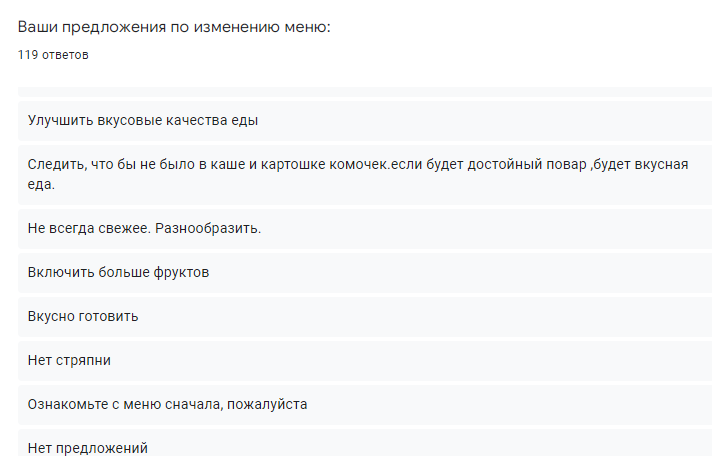 Ваши предложения по изменению меню:
119 ответов
Улучшить вкусовые качества еды
Следить, что бы не было в каше и картошке комочек.если будет достойный повар ,будет вкусная
еда.
Не всегда свежее. Разнообразить.
Включить больше фруктов
Вкусно готовить
Нет стряпни
Ознакомьте с меню сначала, пожалуйста
Нет предложений